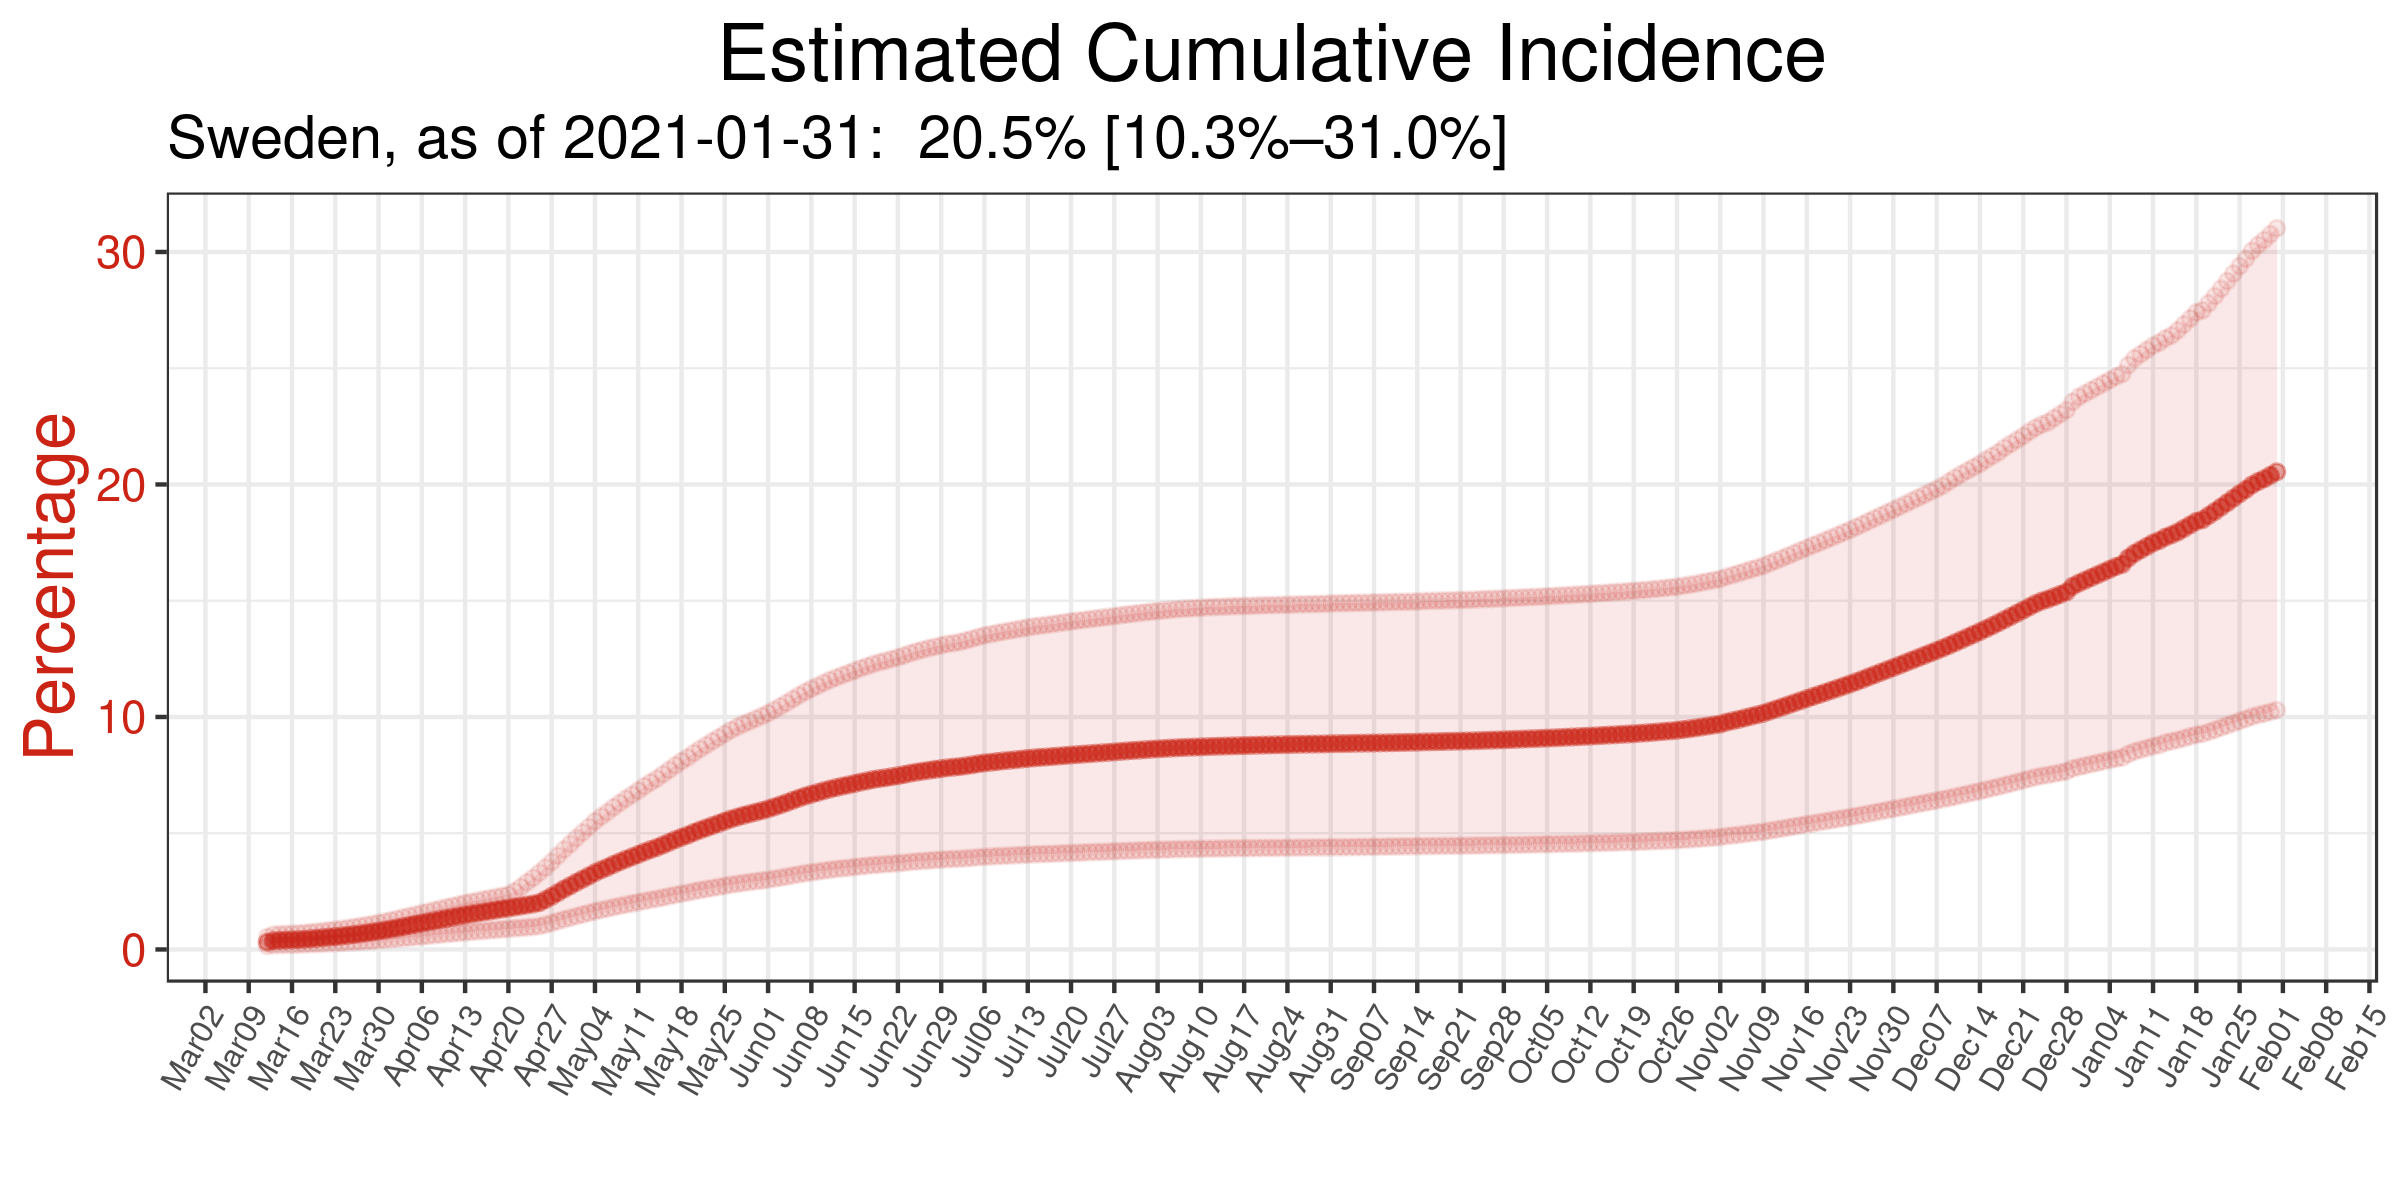 Estimated Cumulative Incidence
Sweden, as of 2021-01-31:  20.5% [10.3%–31.0%]
Percentage
30
20
10
0
Mar02
Mar09
Mar16
Mar23
Mar30
Apr06
Apr13
Apr20
Apr27
May04
May11
May18
May25
Jun01
Jun08
Jun15
Jun22
Jun29
Jul06
Jul13
Jul20
Jul27
Aug03
Aug10
Aug17
Aug24
Aug31
Sep07
Sep14
Sep21
Sep28
Oct05
Oct12
Oct19
Oct26
Nov02
Nov09
Nov16
Nov23
Nov30
Dec07
Dec14
Dec21
Dec28
Jan04
Jan11
Jan18
Jan25
Feb01
Feb08
Feb15